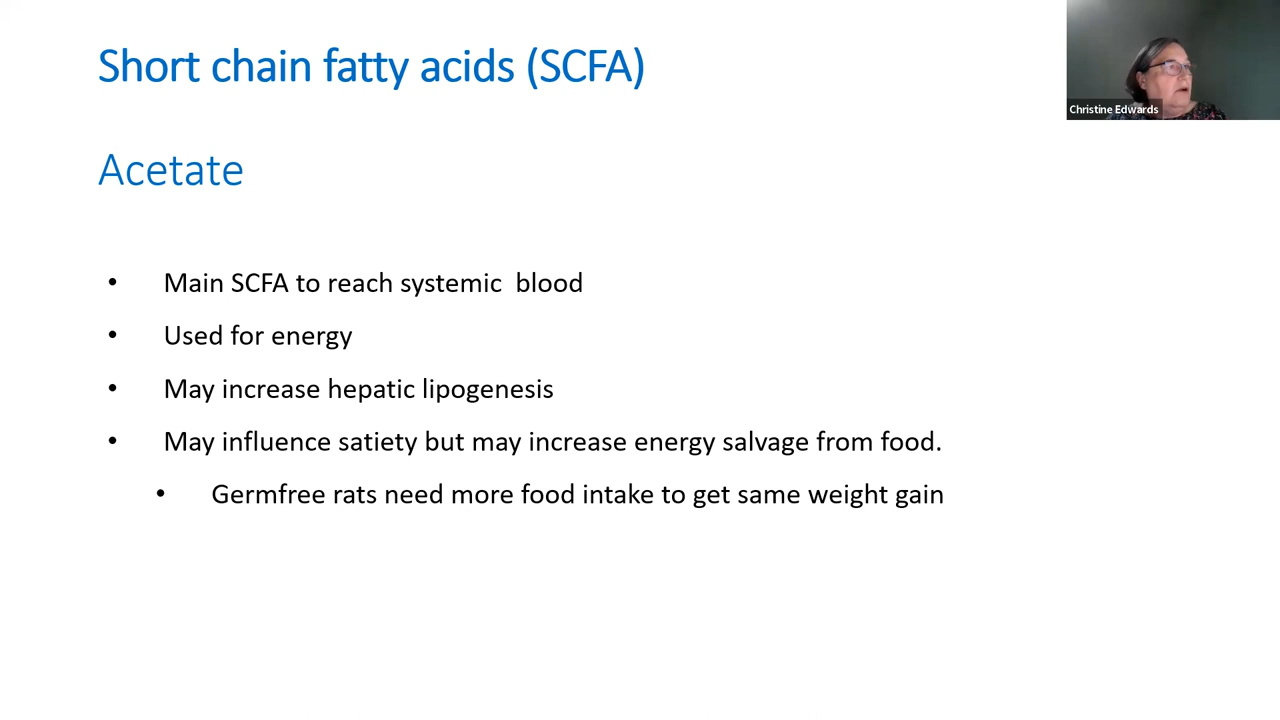 Short chain fatty acids (SCFA)
Christine Edwards
Acetate
• Main SCFA to reach systemic  blood
• Used for energy
• May increase hepatic lipogenesis
• May influence satiety but may increase energy salvage from food.
• Germfree rats need more food intake to get same weight gain